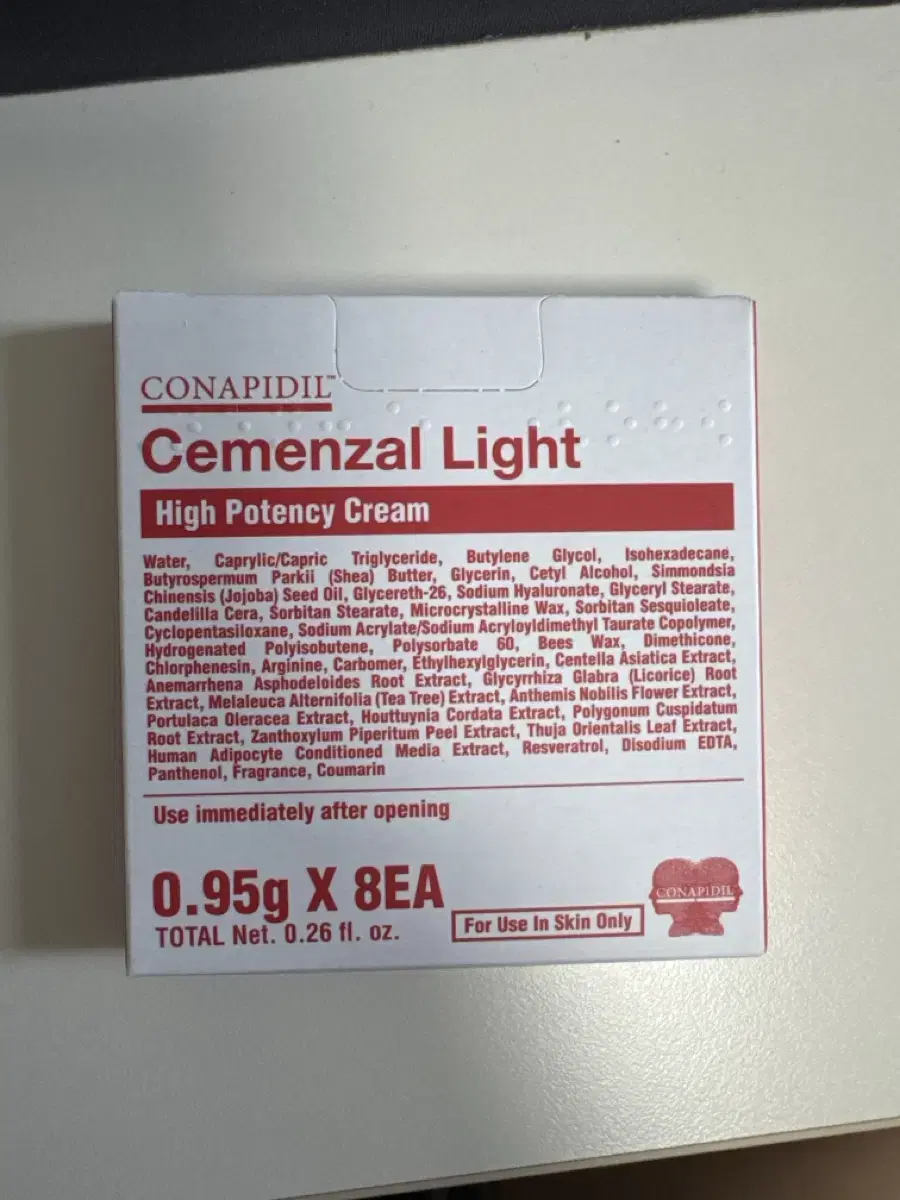 CONAPIDIL™
Cemenzal Light
High Potency Cream
Water, Caprylic/Capric Triglyceride, Butylene Glycol, Isohexadecane,
Butyrospermum Parkii (Shea) Butter, Glycerin, Cetyl Alcohol, Simmondsia
Chinensis (Jojoba) Seed Oil, Glycereth-26, Sodium Hyaluronate, Glyceryl Stearate,
Candelilla Cera, Sorbitan Stearate, Microcrystalline Wax, Sorbitan Sesquioleate,
Cyclopentasiloxane, Sodium Acrylate/Sodium Acryloyldimethyl Taurate Copolymer,
Hydrogenated Polyisobutene, Polysorbate 60, Bees Wax, Dimethicone,
Chlorphenesin, Arginine, Carbomer, Ethylhexylglycerin, Centella Asiatica Extract,
Anemarrhena Asphodeloides Root Extract, Glycyrrhiza Glabra (Licorice) Root
Extract, Melaleuca Alternifolia (Tea Tree) Extract, Anthemis Nobilis Flower Extract,
Portulaca Oleracea Extract, Houttuynia Cordata Extract, Polygonum Cuspidatum
Root Extract, Zanthoxylum Piperitum Peel Extract, Thuja Orientalis Leaf Extract,
Human Adipocyte Conditioned Media Extract, Resveratrol, Disodium EDTA,
Panthenol, Fragrance, Coumarin
Use immediately after opening
0.95g X 8EA
TOTAL Net. 0.26 fl. oz.
For Use In Skin Only
CONAPIDIL